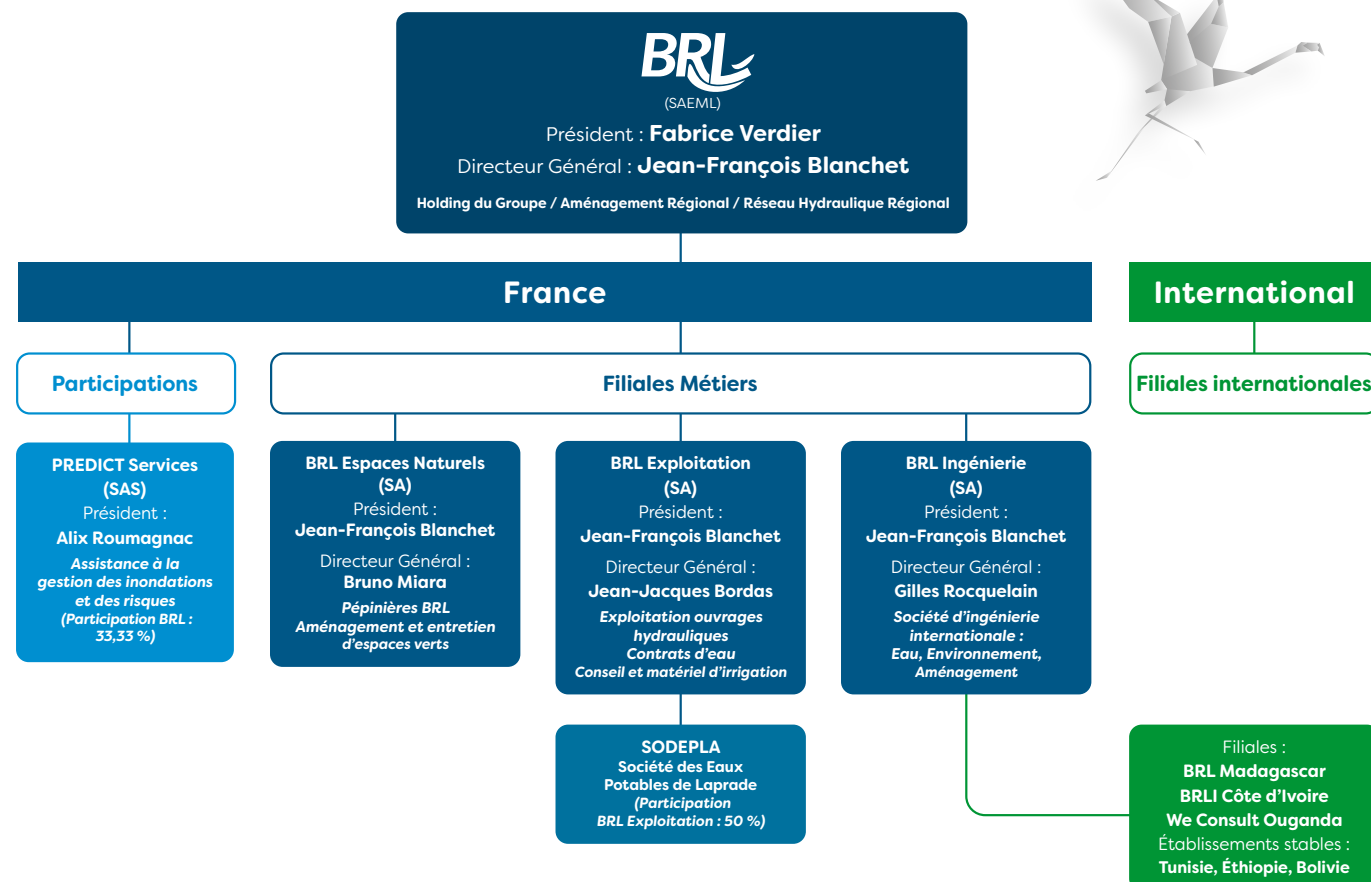 BRL
(SAEML)
Président : Fabrice Verdier
Directeur Général : Jean-François Blanchet
Holding du Groupe / Aménagement Régional / Réseau Hydraulique Régional
France
International
Participations
Filiales Métiers
Filiales internationales
PREDICT Services
(SAS)
Président :
Alix Roumagnac
Assistance à la
gestion des inondations
et des risques
(Participation BRL :
33,33 %)
BRL Espaces Naturels
(SA)
Président :
Jean-François Blanchet
Directeur Général :
Bruno Miara
Pépinières BRL
Aménagement et entretien
d'espaces verts
BRL Exploitation
(SA)
Président :
Jean-François Blanchet
Directeur Général :
Jean-Jacques Bordas
Exploitation ouvrages
hydrauliques
Contrats d'eau
Conseil et matériel d'irrigation
BRL Ingénierie
(SA)
Président :
Jean-François Blanchet
Directeur Général :
Gilles Rocquelain
Société d'ingénierie
internationale :
Eau, Environnement,
Aménagement
SODEPLA
Société des Eaux
Potables de Laprade
(Participation
BRL Exploitation : 50 %)
Filiales :
BRL Madagascar
BRLI Côte d'Ivoire
We Consult Ouganda
Établissements stables :
Tunisie, Éthiopie, Bolivie